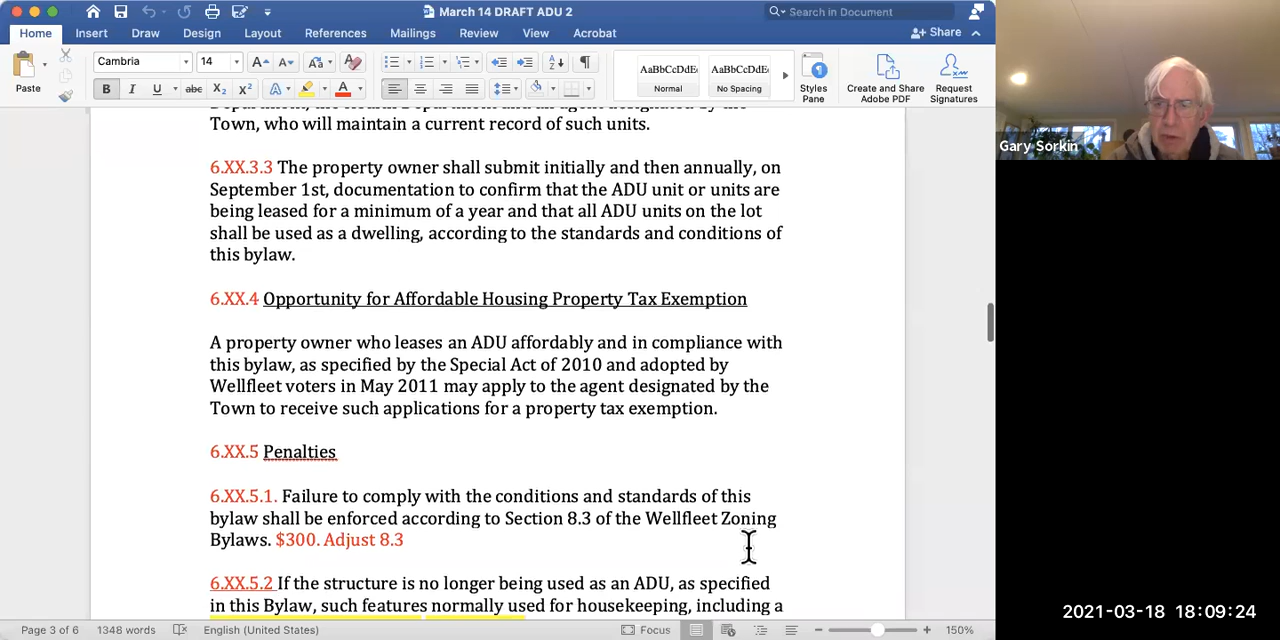 March 14 DRAFT ADU 2
Search in Document
Home Insert Draw Design Layout References Mailings Review View Acrobat
Share
Paste
Cambria 14
AaBbCcDdE AaBbCcDdE
Normal No Spacing
Styles Pane
Create and Share Adobe PDF
Request Signatures
Town, who will maintain a current record of such units.
6.XX.3.3 The property owner shall submit initially and then annually, on
September 1st, documentation to confirm that the ADU unit or units are
being leased for a minimum of a year and that all ADU units on the lot
shall be used as a dwelling, according to the standards and conditions of
this bylaw.
6.XX.4 Opportunity for Affordable Housing Property Tax Exemption
A property owner who leases an ADU affordably and in compliance with
this bylaw, as specified by the Special Act of 2010 and adopted by
Wellfleet voters in May 2011 may apply to the agent designated by the
Town to receive such applications for a property tax exemption.
6.XX.5 Penalties
6.XX.5.1. Failure to comply with the conditions and standards of this
bylaw shall be enforced according to Section 8.3 of the Wellfleet Zoning
Bylaws. $300. Adjust 8.3
6.XX.5.2 If the structure is no longer being used as an ADU, as specified
in this Bylaw, such features normally used for housekeeping, including a
Page 3 of 6 1348 words English (United States) Focus 150%
Gary Sorkin
2021-03-18 18:09:24